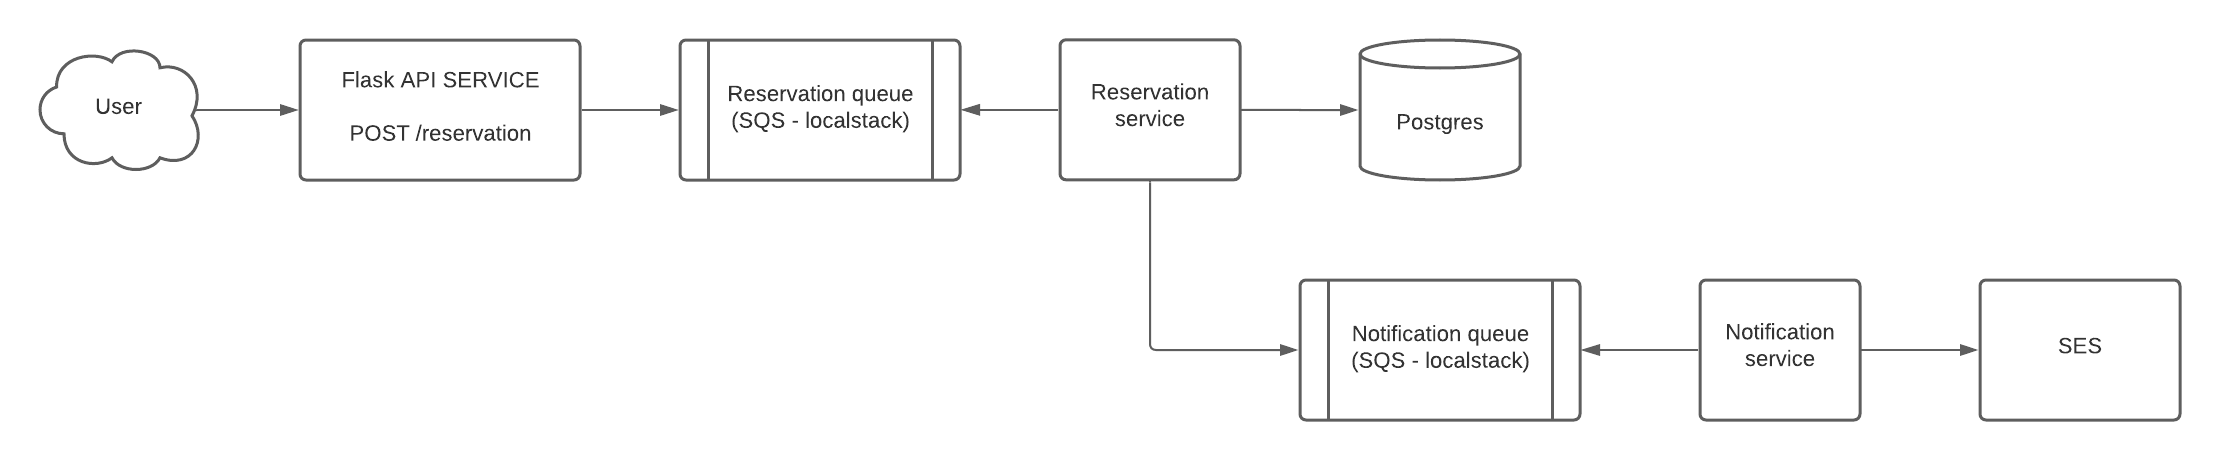 User
Flask API SERVICE
POST /reservation
Reservation queue
(SQS - localstack)
Reservation
service
Postgres
Notification queue
(SQS - localstack)
Notification
service
SES